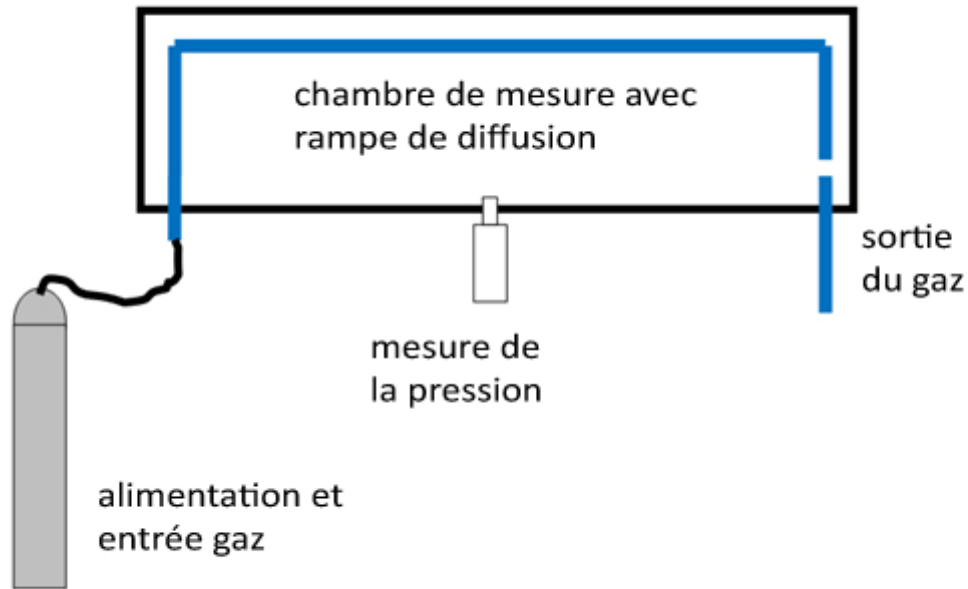 chambre de mesure avec
rampe de diffusion
sortie
du gaz
mesure de
la pression
alimentation et
entrée gaz